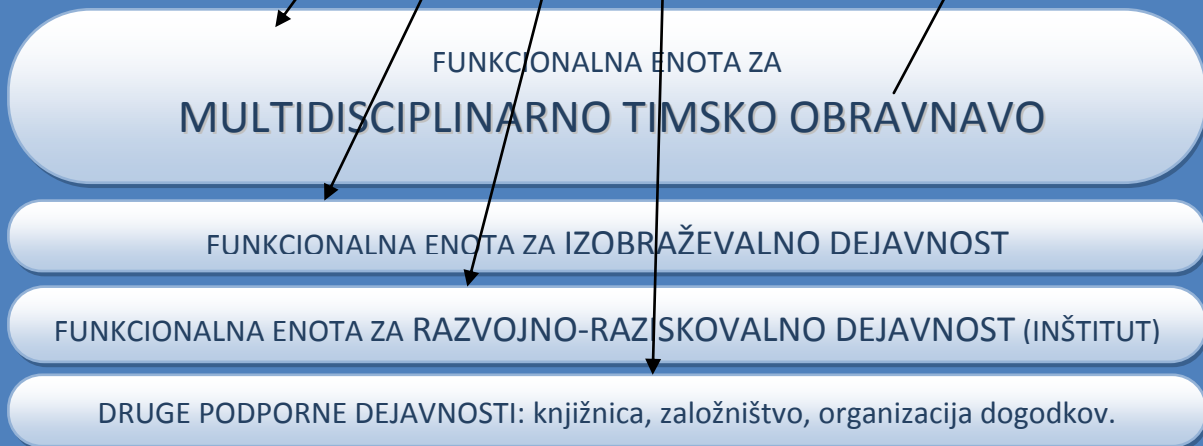 FUNKCIONALNA ENOTA ZA
MULTIDISCIPLINARNO TIMSKO OBRAVNAVO
FUNKCIONALNA ENOTA ZA IZOBRAŽEVALNO DEJAVNOST
FUNKCIONALNA ENOTA ZA RAZVOJNO-RAZISKOVALNO DEJAVNOST (INŠTITUT)
DRUGE PODPORNE DEJAVNOSTI: knjižnica, založništvo, organizacija dogodkov.